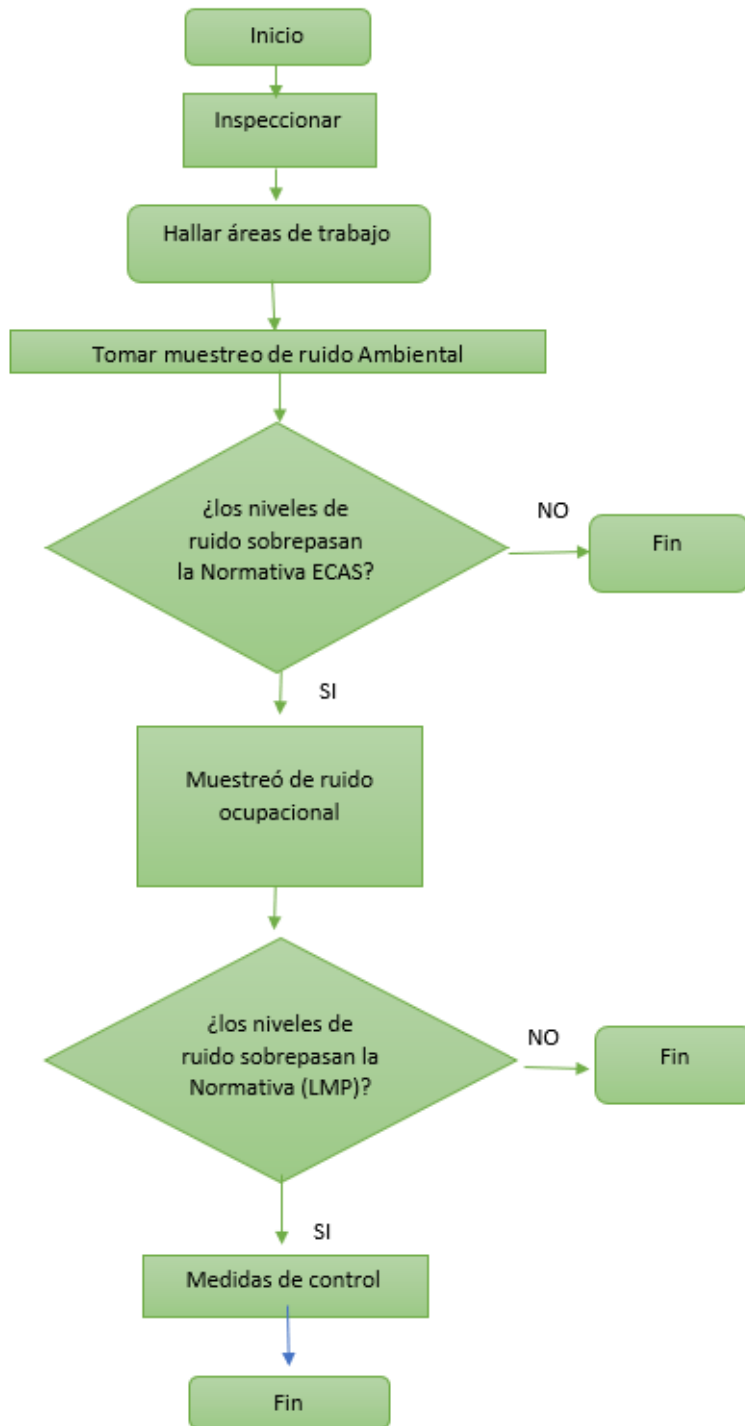 Inicio
Inspeccionar
Hallar áreas de trabajo
Tomar muestreo de ruido Ambiental
¿los niveles de
ruido sobrepasan
la Normativa ECAS?
NO
Fin
SI
Muestreó de ruido
ocupacional
¿los niveles de
ruido sobrepasan la
Normativa (LMP)?
NO
Fin
SI
Medidas de control
Fin